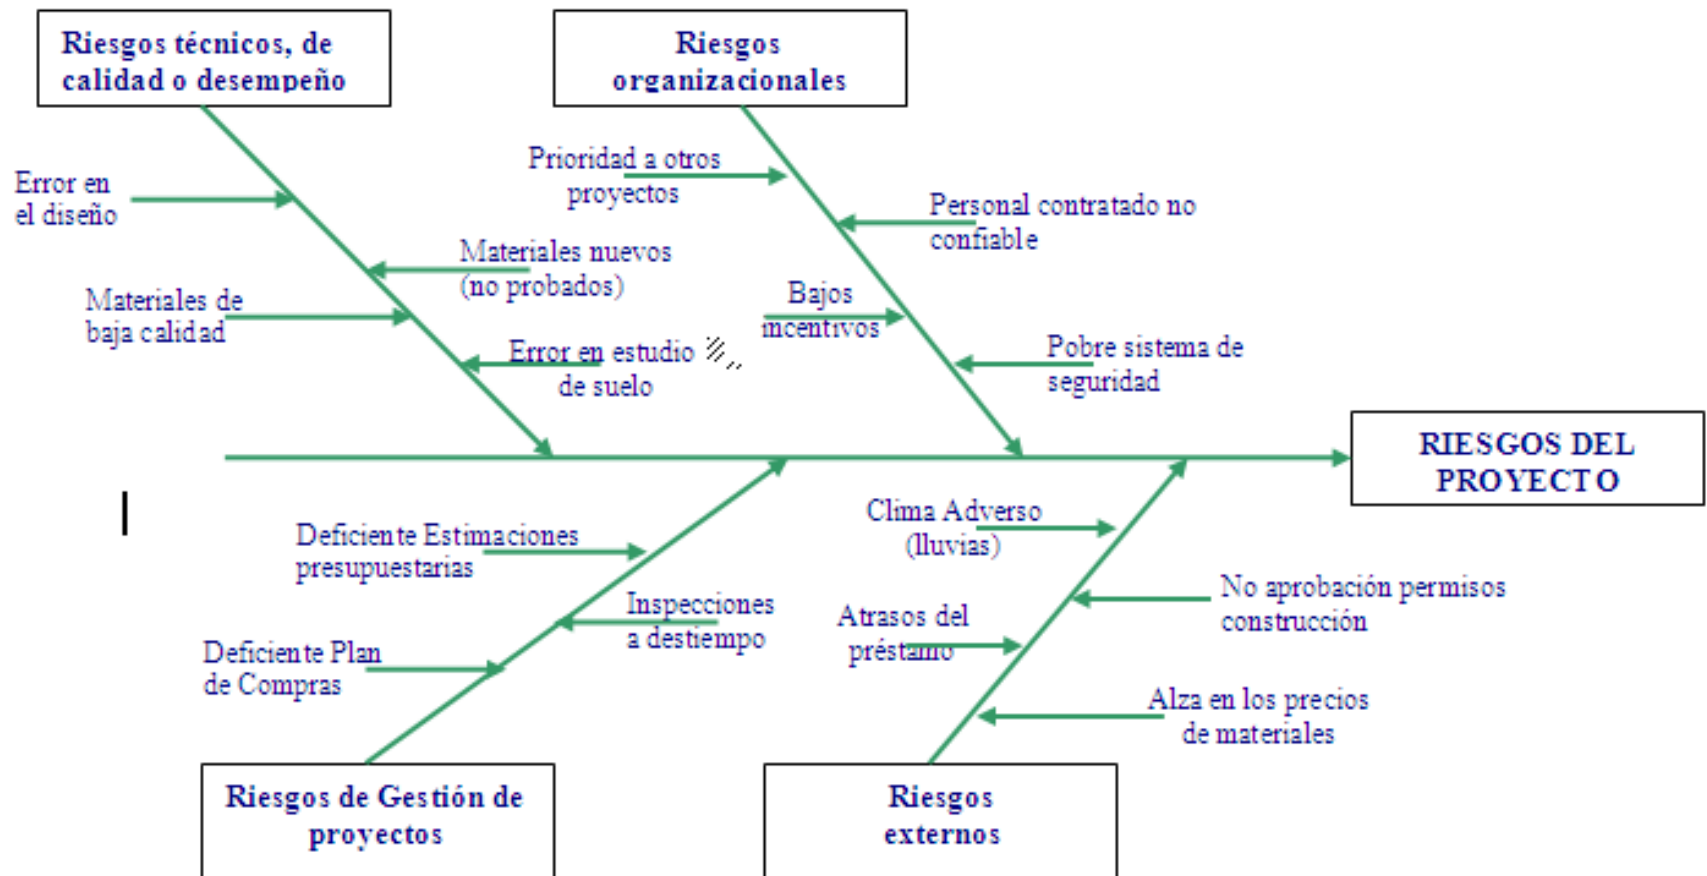 Riesgos técnicos, de
calidad o desempeño
Riesgos
organizacionales
Error en
el diseño
Materiales nuevos
(no probados)
Materiales de
baja calidad
Error en estudio
de suelo
Prioridad a otros
proyectos
Personal contratado no
confiable
Bajos
incentivos
Pobre sistema de
seguridad
RIESGOS DEL
PROYECTO
Deficiente Estimaciones
presupuestarias
Inspecciones
a destiempo
Deficiente Plan
de Compras
Clima Adverso
(lluvias)
No aprobación permisos
construcción
Atrasos del
préstamo
Alza en los precios
de materiales
Riesgos de Gestión de
proyectos
Riesgos
externos